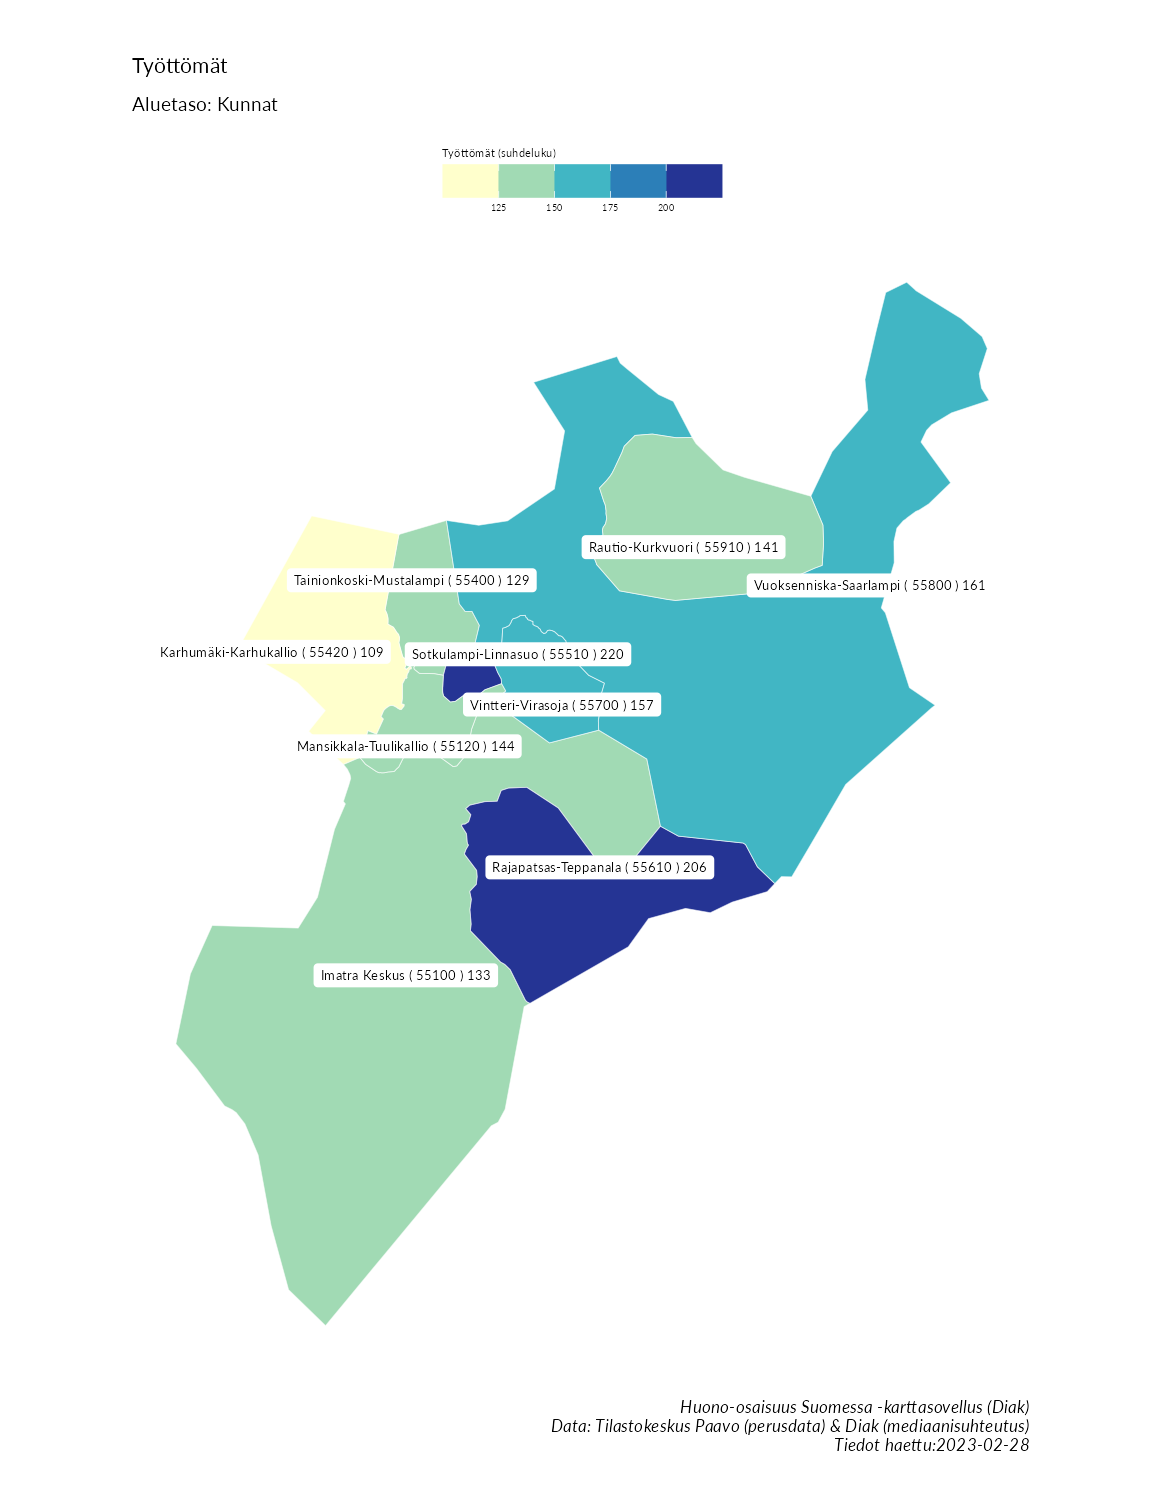 Työttömät
Aluetaso: Kunnat
Työttömät (suhdeluku)
125 150 175 200
Rautio-Kurkvuori ( 55910 ) 141
Tainionkoski-Mustalampi ( 55400 ) 129
Vuoksenniska-Saarlampi ( 55800 ) 161
Karhumäki-Karhukallio ( 55420 ) 109
Sotkulampi-Linnasuo ( 55510 ) 220
Vintteri-Virasoja ( 55700 ) 157
Mansikkala-Tuulikallio ( 55120 ) 144
Rajapatsas-Teppanala ( 55610 ) 206
Imatra Keskus ( 55100 ) 133
Huono-osaisuus Suomessa -karttasovellus (Diak)
Data: Tilastokeskus Paavo (perusdata) & Diak (mediaanisuhteutus)
Tiedot haettu:2023-02-28